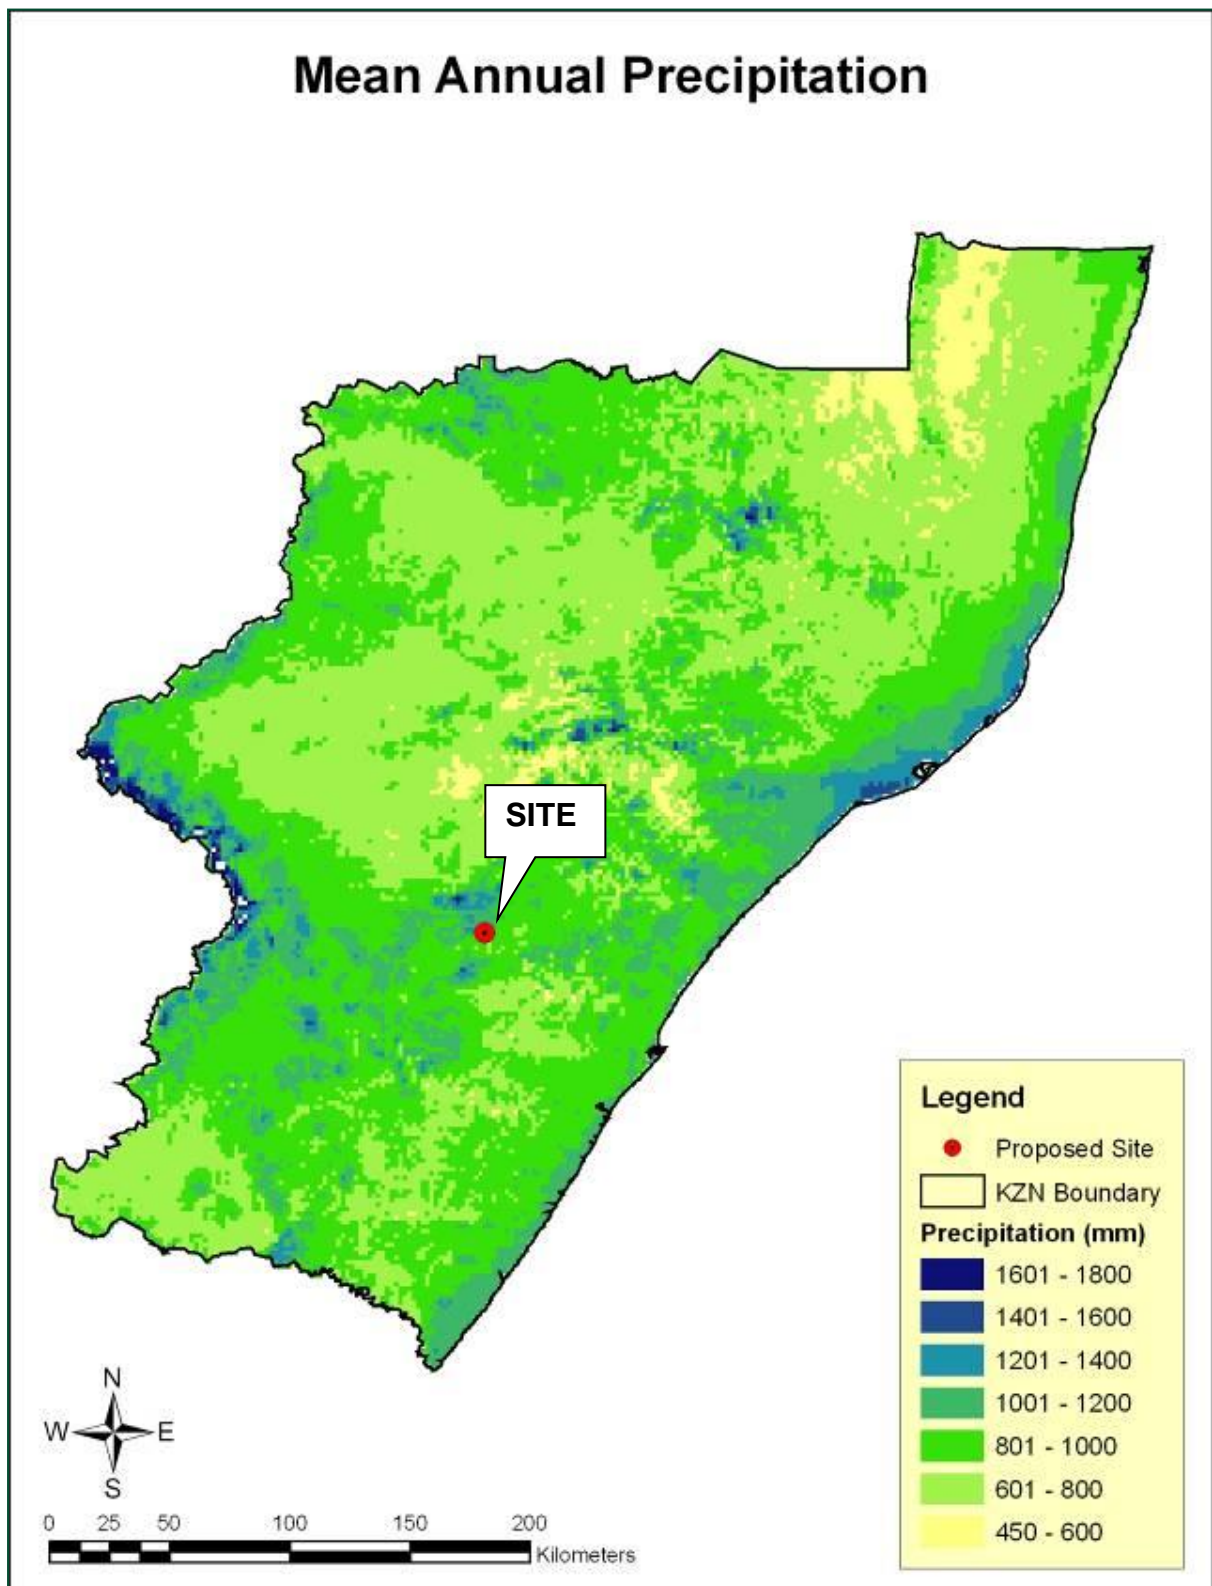 Mean Annual Precipitation
SITE
Legend
Proposed Site
KZN Boundary
Precipitation (mm)
1601 - 1800
1401 - 1600
1201 - 1400
1001 - 1200
801 - 1000
601 - 800
450 - 600
N
W E
S
0 25 50 100 150 200
Kilometers